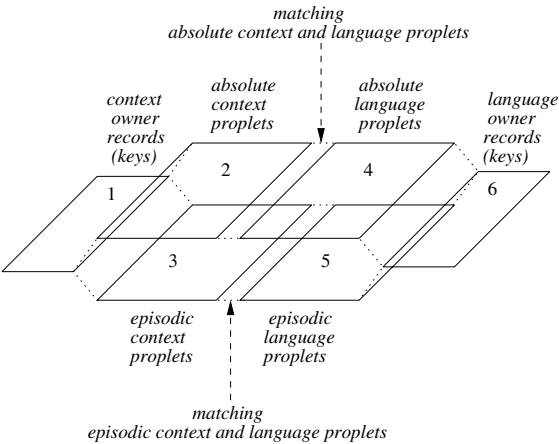 matching
absolute context and language proplets
context
owner
records
(keys)
absolute
context
proplets
absolute
language
proplets
language
owner
records
(keys)
1
2
4
6
3
5
episodic
context
proplets
episodic
language
proplets
matching
episodic context and language proplets